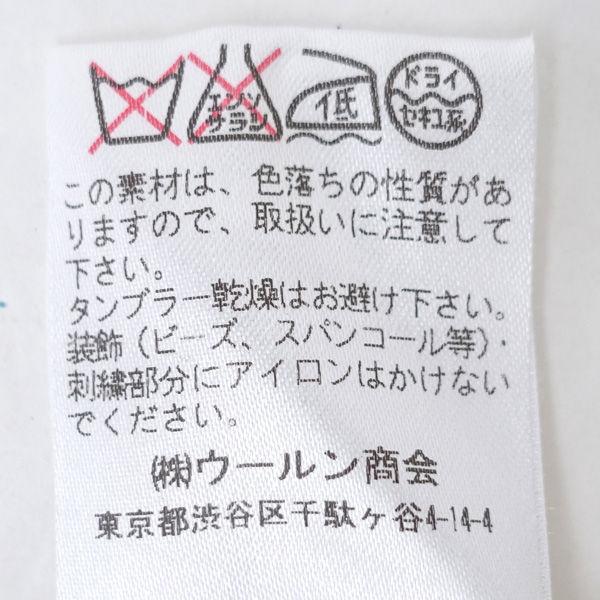 エンソ
サラシ
低
ドライ
セキユ系
この素材は、色落ちの性質があ
りますので、取扱いに注意して
下さい。
タンブラー乾燥はお避け下さい。
装飾(ビーズ、スパンコール等)・
刺繍部分にアイロンはかけない
でください。
(株)ウールン商会
東京都渋谷区千駄ヶ谷4-14-4